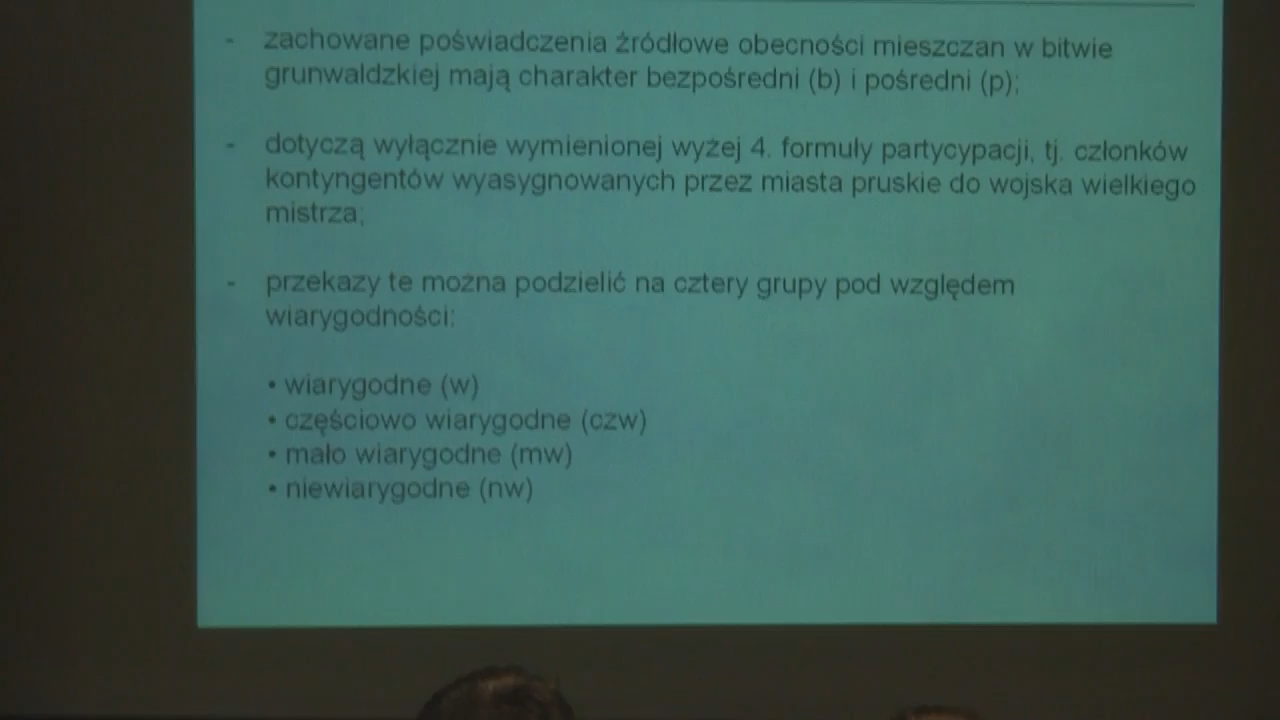 - zachowane poświadczenia źródłowe obecności mieszczan w bitwie
grunwaldzkiej mają charakter bezpośredni (b) i pośredni (p);
- dotyczą wyłącznie wymienionej wyżej 4. formuły partycypacji, tj. członków
kontyngentów wyasygnowanych przez miasta pruskie do wojska wielkiego
mistrza;
- przekazy te można podzielić na cztery grupy pod względem
wiarygodności:
• wiarygodne (w)
• częściowo wiarygodne (czw)
• mało wiarygodne (mw)
• niewiarygodne (nw)